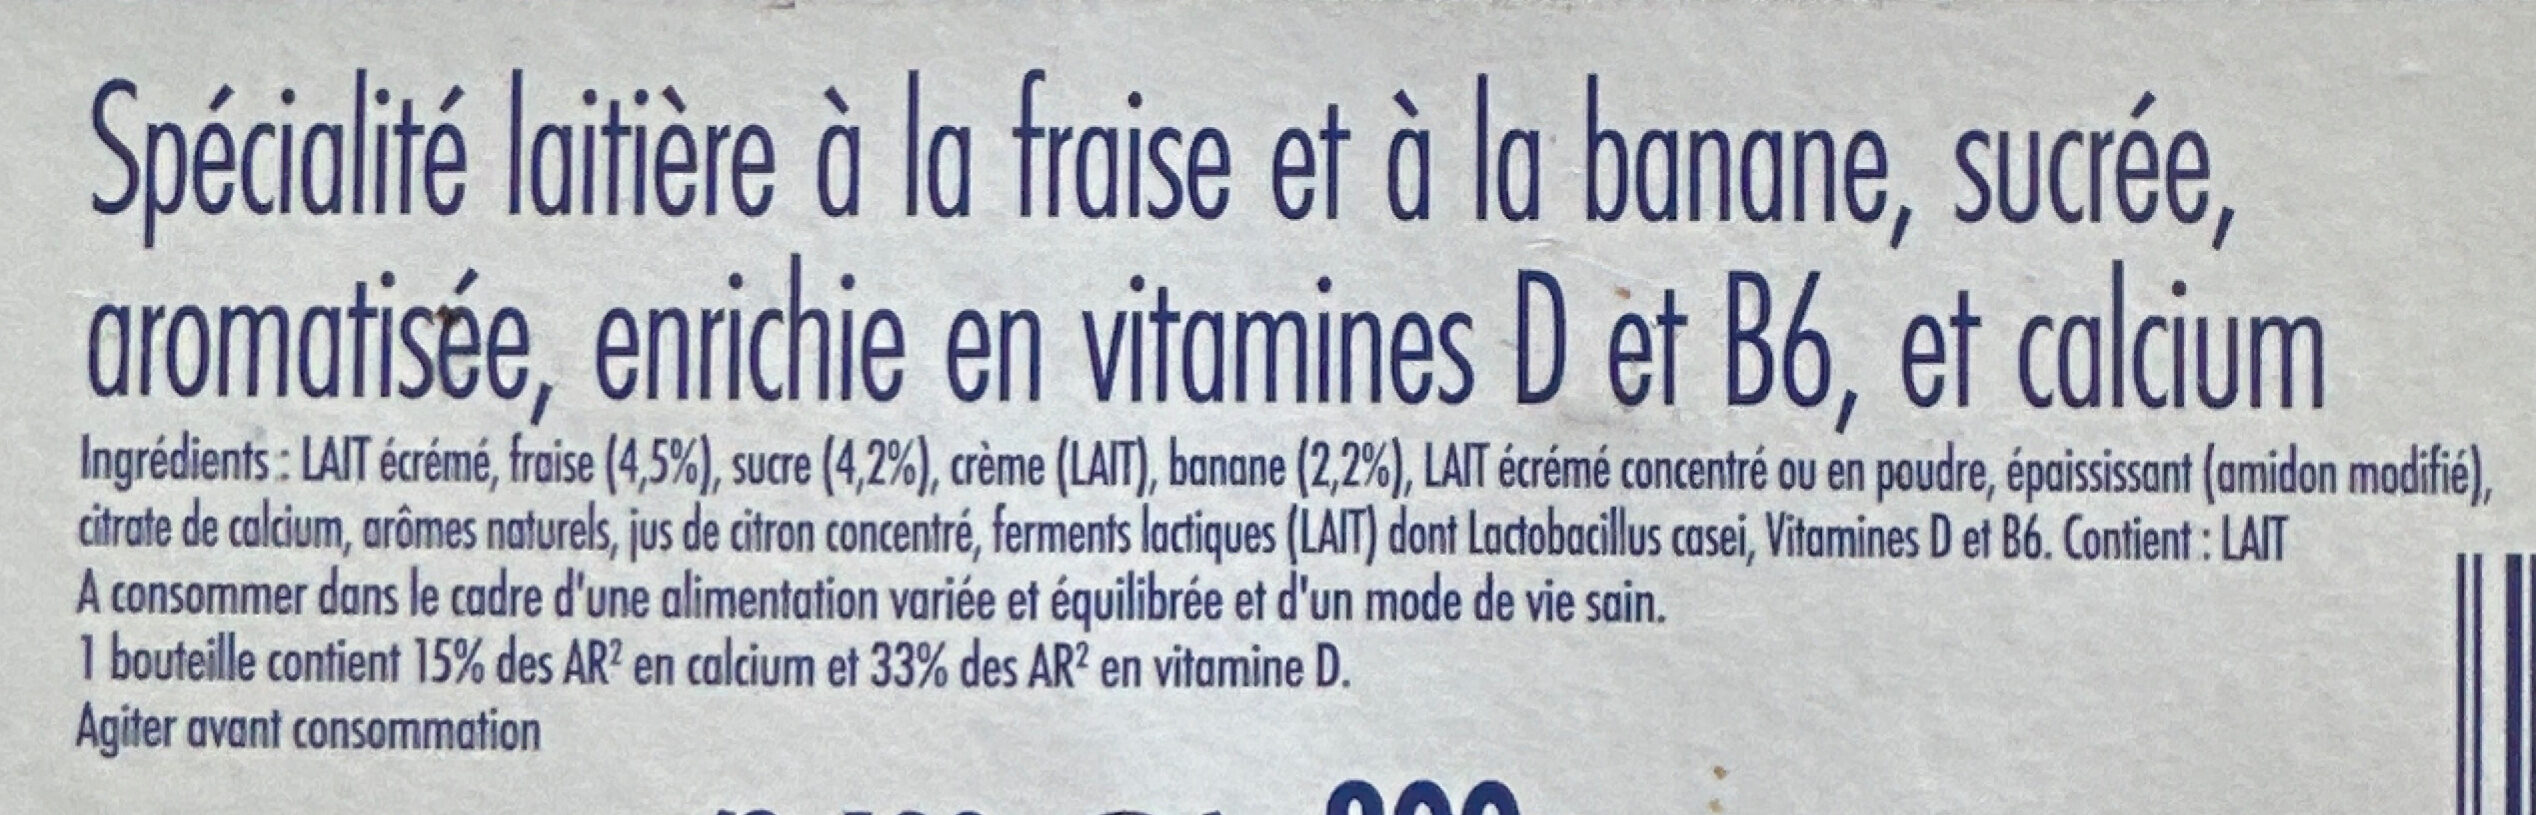 Spécialité laitière à la fraise et à la banane, sucrée,
aromatisée, enrichie en vitamines D et B6, et calcium
Ingrédients : LAIT écrémé, fraise (4,5%), sucre (4,2%), crème (LAIT), banane (2,2%), LAIT écrémé concentré ou en poudre, épaississant (amidon modifié),
citrate de calcium, arômes naturels, jus de citron concentré, ferments lactiques (LAIT) dont Lactobacillus casei, Vitamines D et B6. Contient : LAIT
A consommer dans le cadre d'une alimentation variée et équilibrée et d'un mode de vie sain.
1 bouteille contient 15% des AR² en calcium et 33% des AR² en vitamine D.
Agiter avant consommation